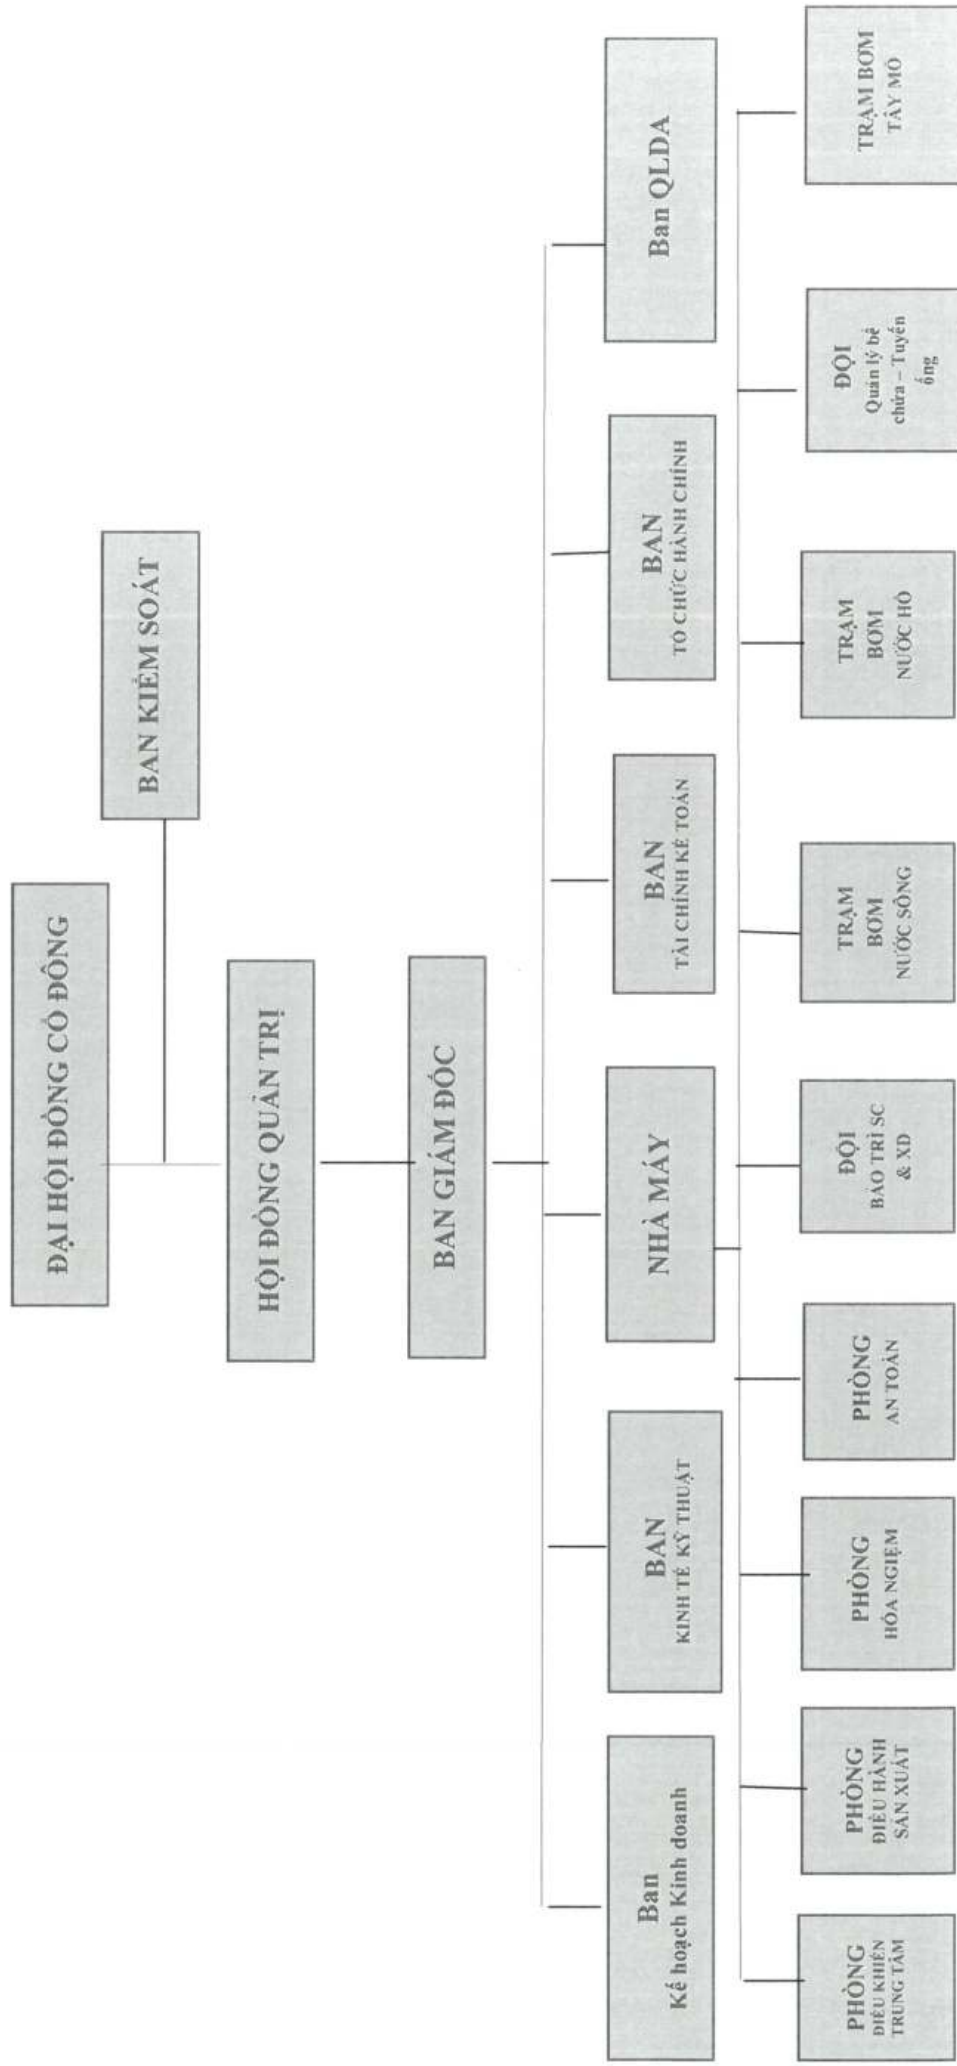 ĐẠI HỘI ĐỒNG CỔ ĐÔNG
BAN KIỂM SOÁT
HỘI ĐỒNG QUẢN TRỊ
BAN GIÁM ĐỐC
Ban
Kế hoạch Kinh doanh
BAN
KINH TẾ KỸ THUẬT
NHÀ MÁY
BAN
TÀI CHÍNH KẾ TOÁN
BAN
TỔ CHỨC HÀNH CHÍNH
Ban QLDA
PHÒNG
ĐIỀU KHIỂN
TRUNG TÂM
PHÒNG
ĐIỀU HÀNH
SẢN XUẤT
PHÒNG
HÓA NGIỆM
PHÒNG
AN TOÀN
ĐỘI
BẢO TRÌ SC
& XD
TRẠM
BƠM
NƯỚC SÔNG
TRẠM
BƠM
NƯỚC HỒ
ĐỘI
Quản lý bể
chứa – Tuyến
ống
TRẠM BƠM
TÂY MỖ